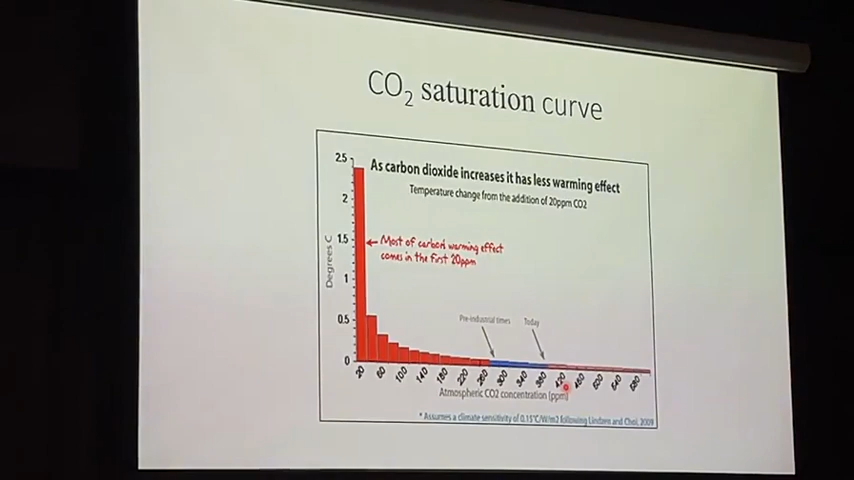 CO2 saturation curve
As carbon dioxide increases it has less warming effect
Temperature change from the addition of 20ppm CO2
2.5
2
1.5
1
0.5
0
Degrees C
Most of carbon warming effect
comes in the first 20ppm
Pre-industrial times
Today
20 60 100 140 180 220 260 300 340 380 420 460 500 540 580
Atmospheric CO2 concentration (ppm)
* Assumes a climate sensitivity of 0.15°C/W/m2 following Lindzen and Choi, 2009